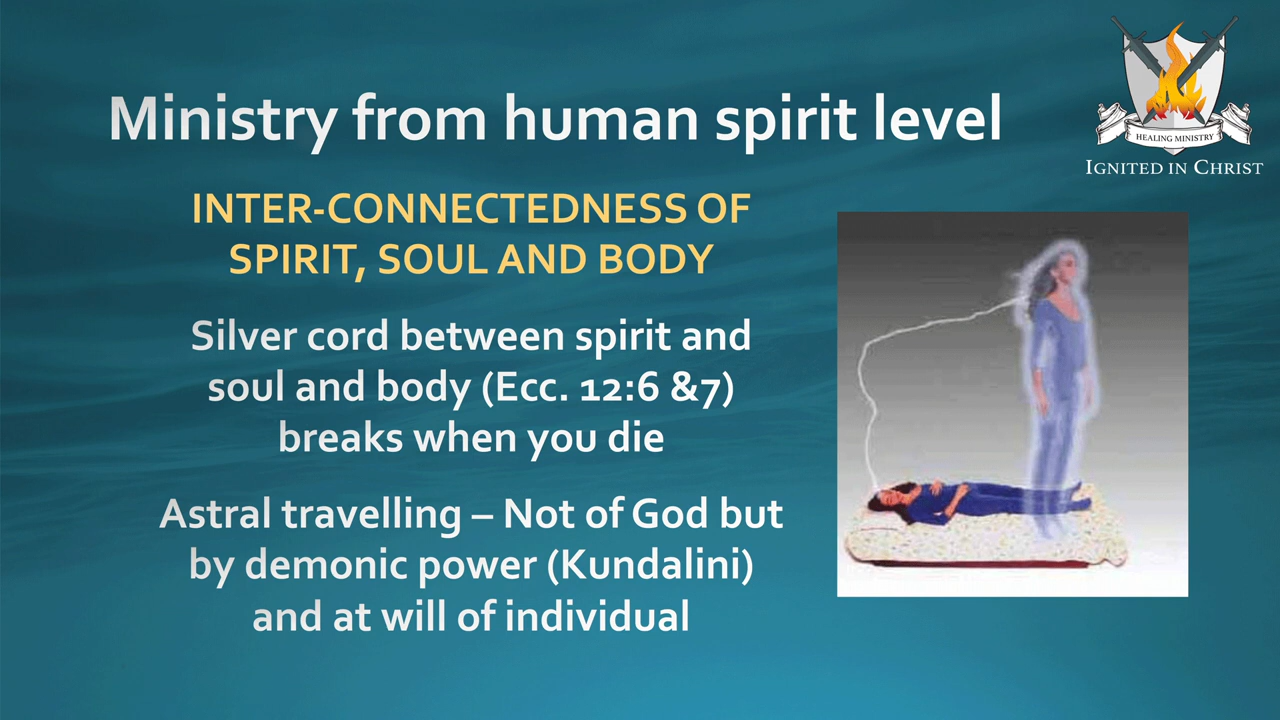 Ministry from human spirit level
HEALING MINISTRY
IGNITED IN CHRIST
INTER-CONNECTEDNESS OF
SPIRIT, SOUL AND BODY
Silver cord between spirit and
soul and body (Ecc. 12:6 &7)
breaks when you die
Astral travelling – Not of God but
by demonic power (Kundalini)
and at will of individual